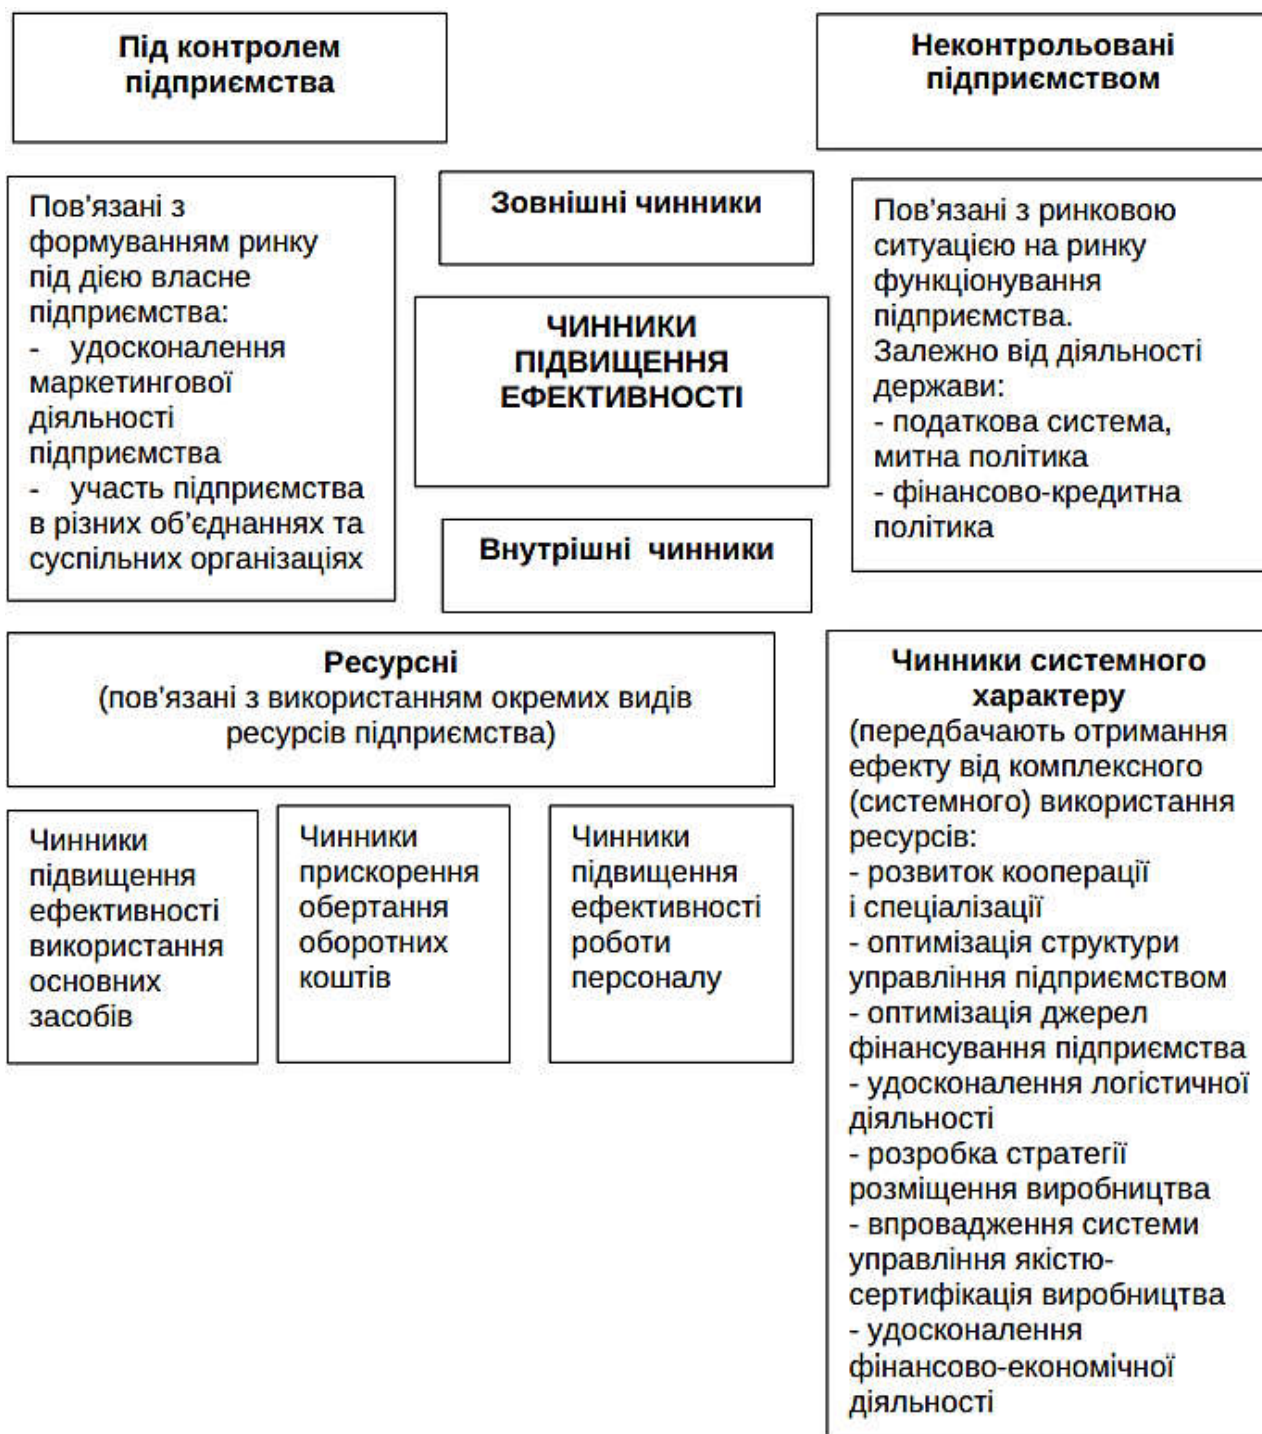 Під контролем
підприємства
Неконтрольовані
підприємством
Пов'язані з
формуванням ринку
під дією власне
підприємства:
- удосконалення
маркетингової
діяльності
підприємства
- участь підприємства
в різних об'єднаннях та
суспільних організаціях
Зовнішні чинники
ЧИННИКИ
ПІДВИЩЕННЯ
ЕФЕКТИВНОСТІ
Внутрішні чинники
Пов'язані з ринковою
ситуацією на ринку
функціонування
підприємства.
Залежно від діяльності
держави:
- податкова система,
митна політика
- фінансово-кредитна
політика
Ресурсні
(пов'язані з використанням окремих видів
ресурсів підприємства)
Чинники
підвищення
ефективності
використання
основних
засобів
Чинники
прискорення
обертання
оборотних
коштів
Чинники
підвищення
ефективності
роботи
персоналу
Чинники системного
характеру
(передбачають отримання
ефекту від комплексного
(системного) використання
ресурсів:
- розвиток кооперації
і спеціалізації
- оптимізація структури
управління підприємством
- оптимізація джерел
фінансування підприємства
- удосконалення логістичної
діяльності
- розробка стратегії
розміщення виробництва
- впровадження системи
управління якістю-
сертифікація виробництва
- удосконалення
фінансово-економічної
діяльності